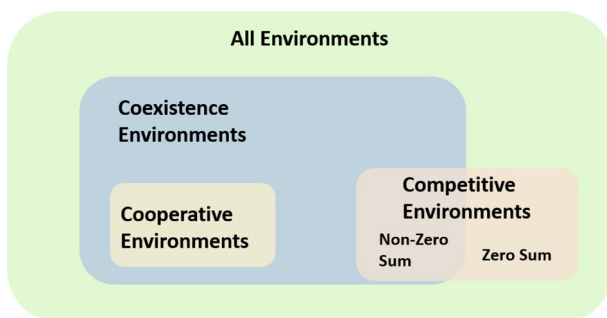 All Environments
Coexistence
Environments
Cooperative
Environments
Competitive
Environments
Non-Zero
Sum
Zero Sum